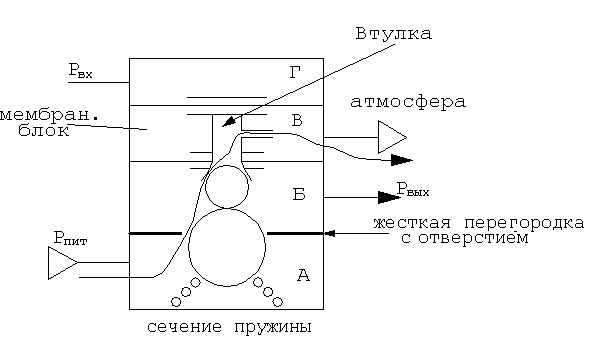 Втулка
Рвх
Г
мембран.
блок
В
атмосфера
Б
Рвых
жесткая перегородка
с отверстием
Рпит
А
сечение пружины